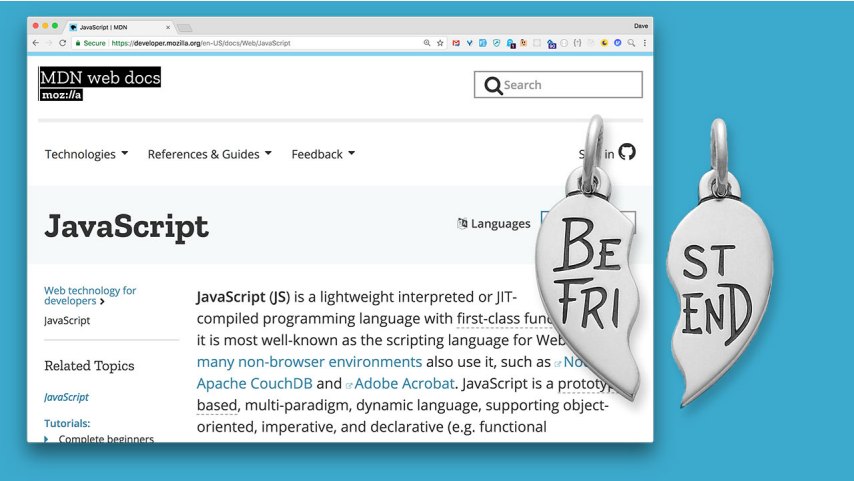 JavaScript | MDN
Dave
Secure | https://developer.mozilla.org/en-US/docs/Web/JavaScript
MDN web docs
moz://a
Search
Technologies
References & Guides
Feedback
in
JavaScript
Languages
Web technology for
developers
JavaScript
Related Topics
JavaScript
Tutorials:
Complete beginners
JavaScript (JS) is a lightweight interpreted or JIT-
compiled programming language with first-class
it is most well-known as the scripting language for
many non-browser environments also use it, such as
Apache CouchDB and Adobe Acrobat. JavaScript is a
based, multi-paradigm, dynamic language, supporting object-
oriented, imperative, and declarative (e.g. functional
BE
FRI
ST
END